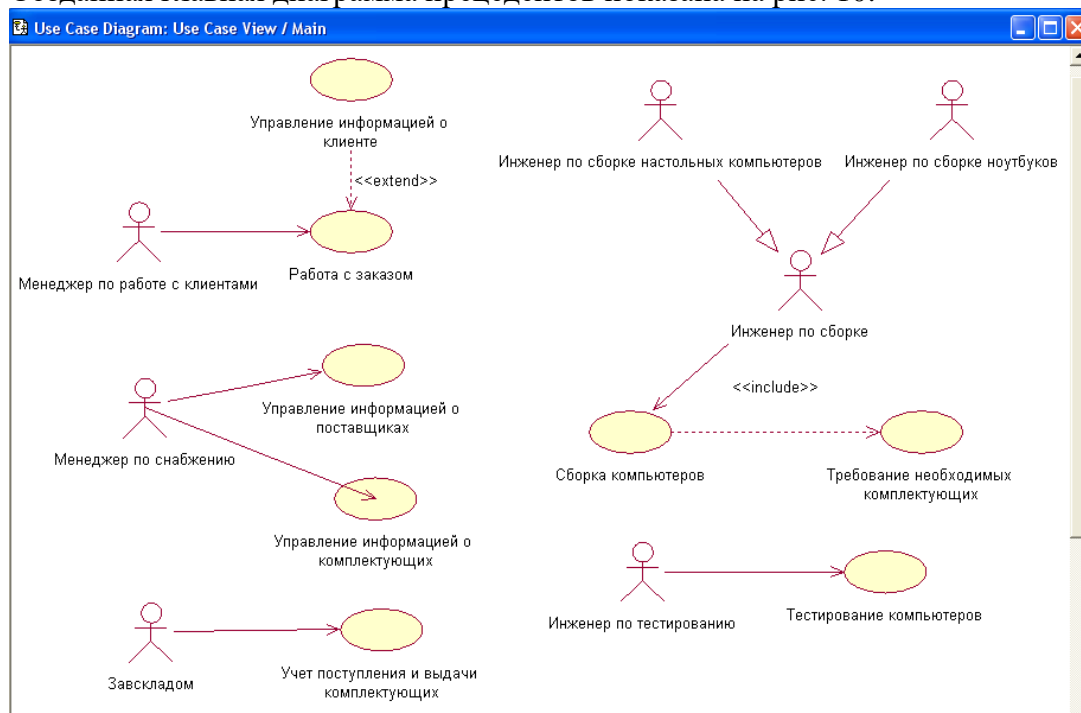 Созданная главная диаграмма прецедентов показана на рис. 10.
Use Case Diagram: Use Case View / Main
Управление информацией о
клиенте
<<extend>>
Менеджер по работе с клиентами
Работа с заказом
Инженер по сборке настольных компьютеров
Инженер по сборке ноутбуков
Инженер по сборке
<<include>>
Управление информацией о
поставщиках
Менеджер по снабжению
Сборка компьютеров
Требование необходимых
комплектующих
Управление информацией о
комплектующих
Инженер по тестированию
Тестирование компьютеров
Завскладом
Учет поступления и выдачи
комплектующих